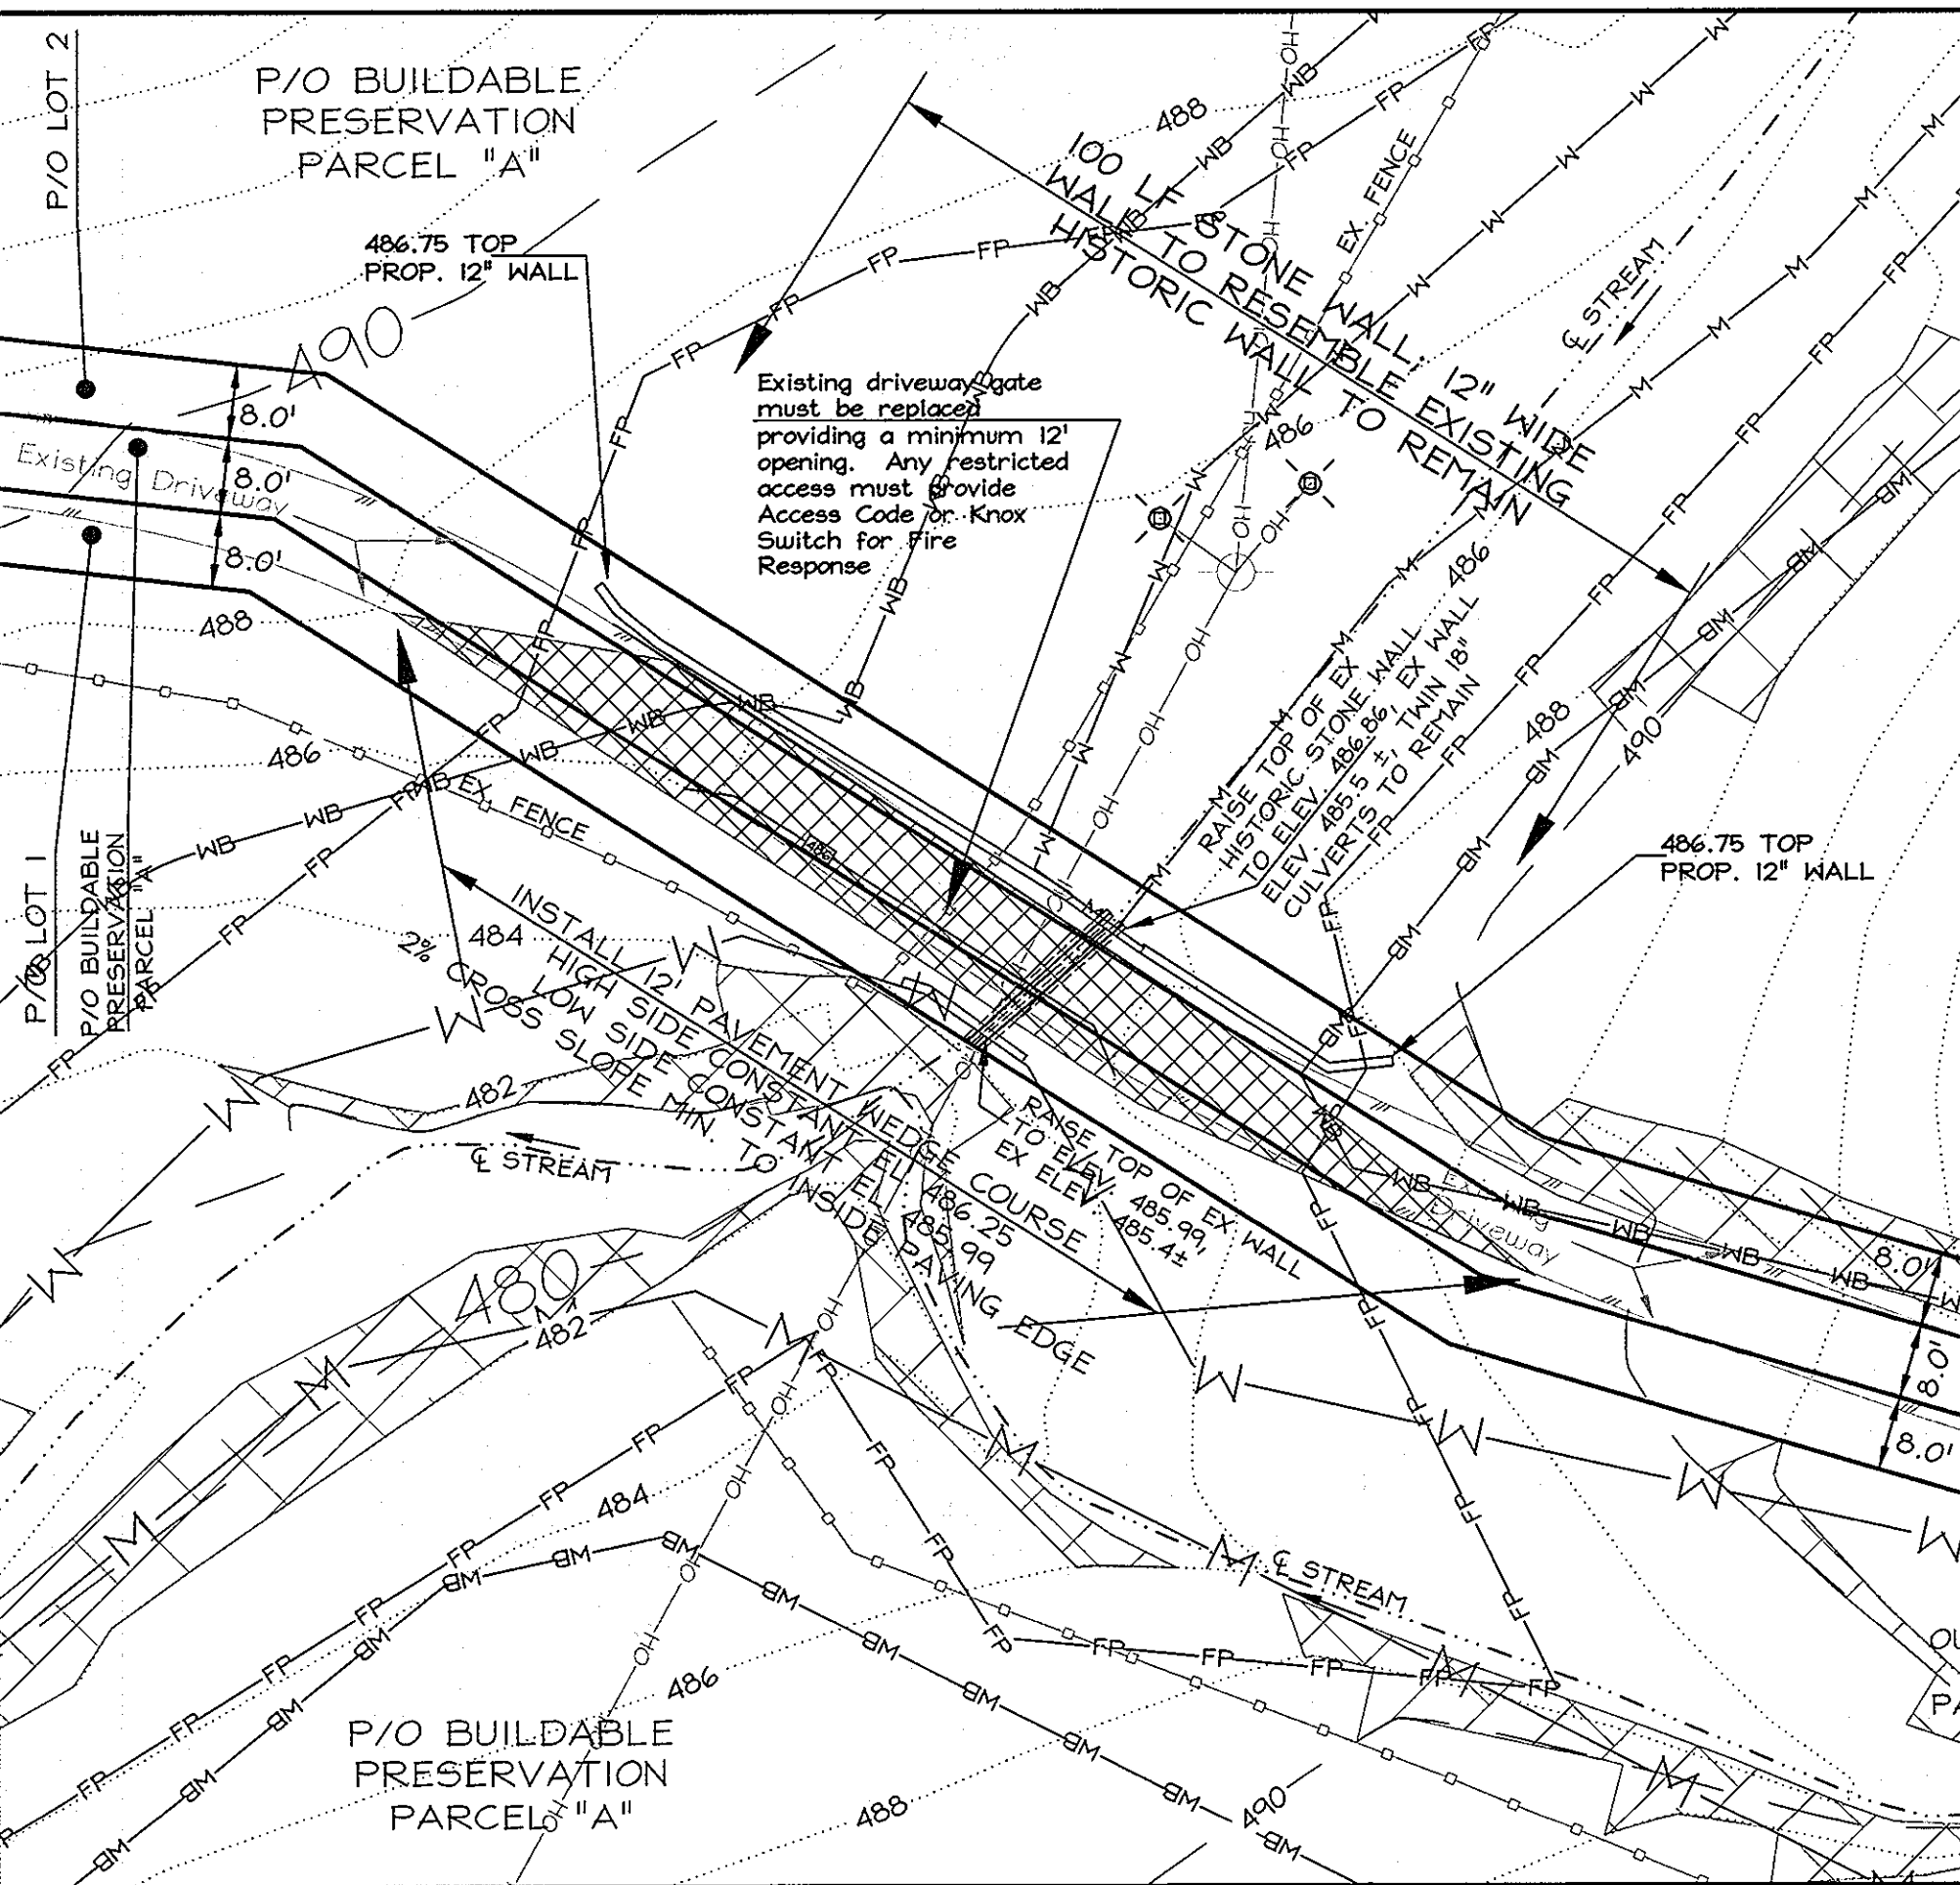 P/O LOT 2
P/O BUILDABLE
PRESERVATION
PARCEL "A"
486.75 TOP
PROP. 12" WALL
490
488
100 LF STONE WALL, 12" WIDE
WALL TO RESEMBLE EXISTING
HISTORIC WALL TO REMAIN
EX. FENCE
℄ STREAM
8.0'
8.0'
8.0'
Existing Driveway
Existing driveway gate
must be replaced
providing a minimum 12'
opening. Any restricted
access must provide
Access Code or Knox
Switch for Fire
Response
486
486
488
486
RAISE TOP OF EX
HISTORIC STONE WALL
TO ELEV. 486.86, EX WALL
ELEV. 485.5 ±, TWIN 18"
CULVERTS TO REMAIN
488
490
486.75 TOP
PROP. 12" WALL
EX. FENCE
486
P/O LOT 1
P/O BUILDABLE
PRESERVATION
PARCEL "A"
484
INSTALL 12' PAVEMENT WEDGE COURSE
HIGH SIDE CONSTANT EL 486.25
LOW SIDE CONSTANT EL 485.99
2% CROSS SLOPE MIN. TO
INSIDE PAVING EDGE
482
℄ STREAM
RAISE TOP OF EX WALL
TO ELEV. 485.99,
EX ELEV. 485.4±
Existing
Driveway
8.0'
8.0'
8.0'
480
482
484
℄ STREAM
486
P/O BUILDABLE
PRESERVATION
PARCEL "A"
488
490
FP
WB
W
M
OH